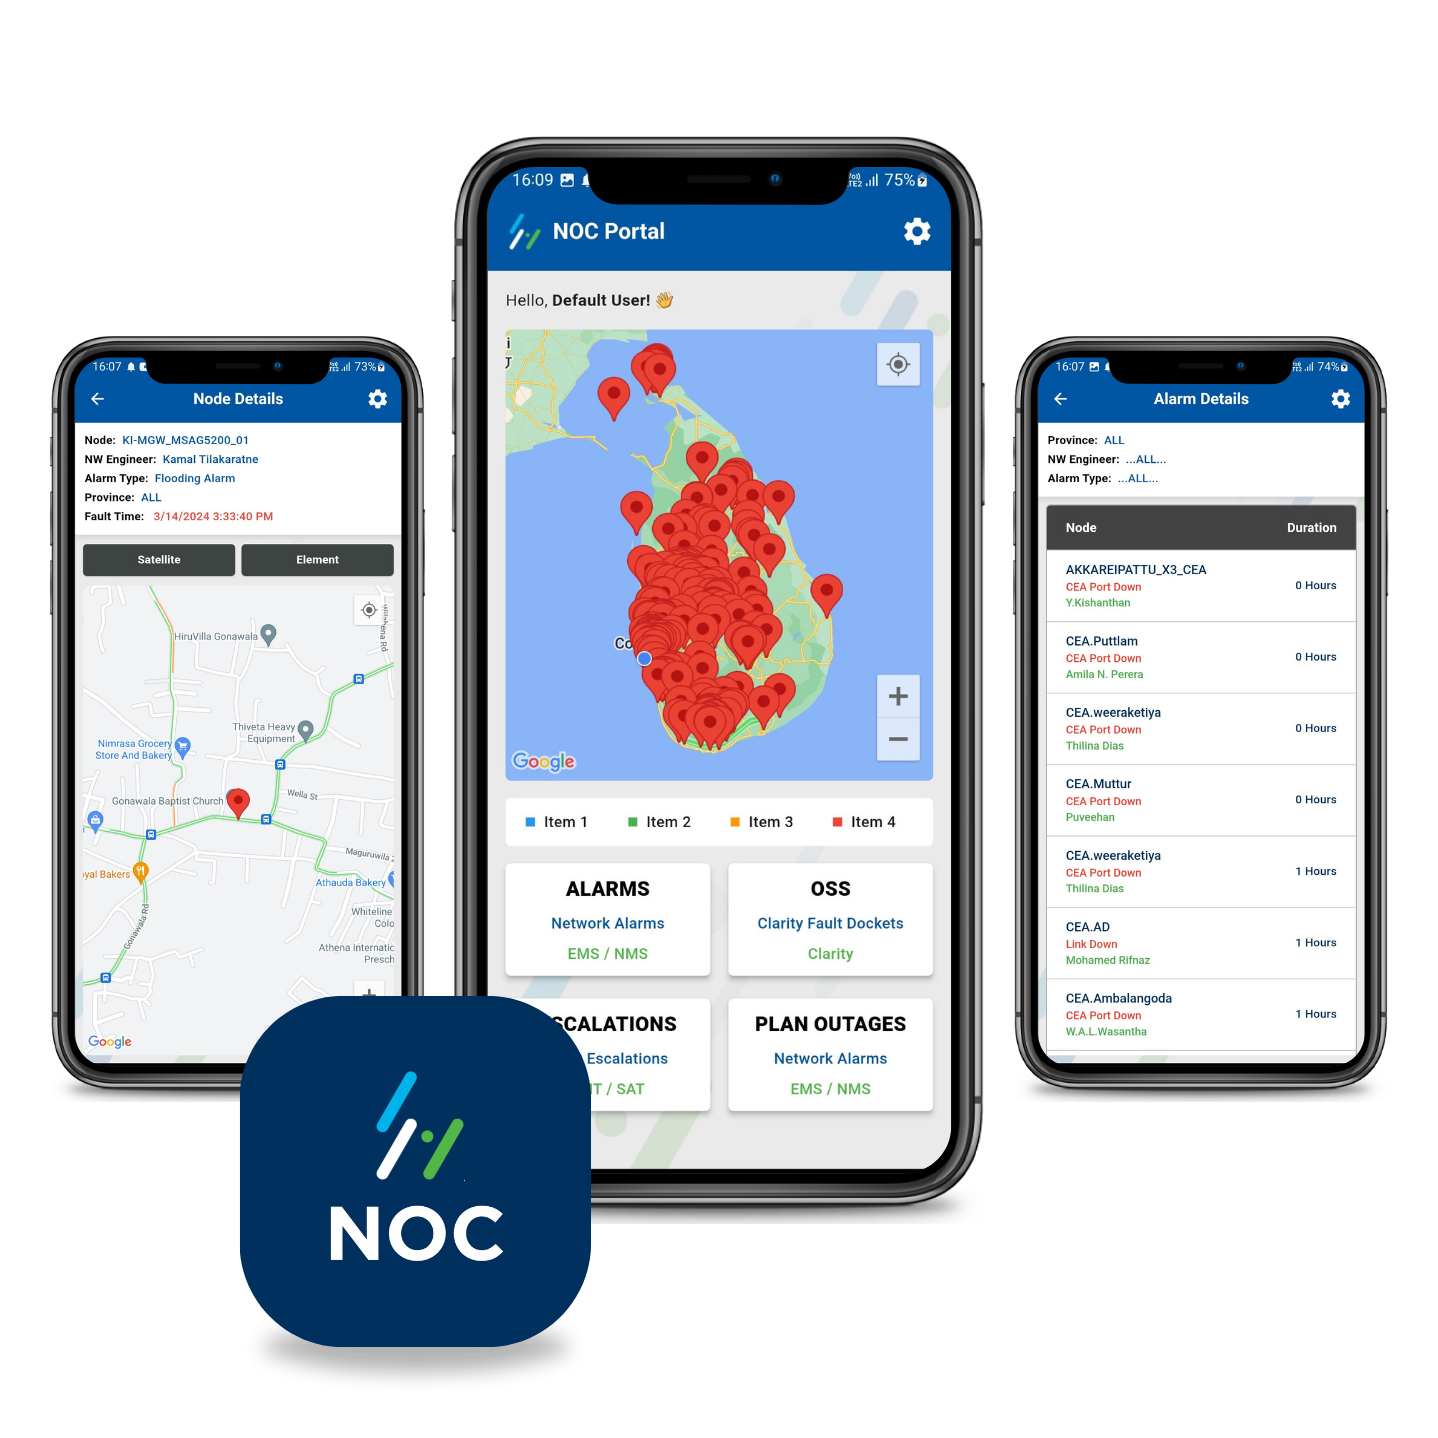 16:09
75%
NOC Portal
Hello, Default User! 👋
Co
Google
Item 1
Item 2
Item 3
Item 4
ALARMS
Network Alarms
EMS / NMS
OSS
Clarity Fault Dockets
Clarity
SCALATIONS
Escalations
T / SAT
PLAN OUTAGES
Network Alarms
EMS / NMS
16:07
73%
Node Details
Node: KI-MGW_MSAG5200_01
NW Engineer: Kamal Tilakaratne
Alarm Type: Flooding Alarm
Province: ALL
Fault Time: 3/14/2024 3:33:40 PM
Satellite
Element
HiruVilla Gonawala
Thiveta Heavy
Equipment
Nimrasa Grocery
Store And Bakery
Gonawala Baptist Church
Wella St
Maguruwila
yal Bakers
Athauda Bakery
Gonawala Rd
Whiteline
Colo
Athena Internatio
Presch
Google
16:07
74%
Alarm Details
Province: ALL
NW Engineer: ...ALL...
Alarm Type: ...ALL...
Node Duration
AKKAREIPATTU_X3_CEA
CEA Port Down
0 Hours
Y.Kishanthan
CEA.Puttlam
CEA Port Down
0 Hours
Amila N. Perera
CEA.weeraketiya
CEA Port Down
0 Hours
Thilina Dias
CEA.Muttur
CEA Port Down
0 Hours
Puveehan
CEA.weeraketiya
CEA Port Down
1 Hours
Thilina Dias
CEA.AD
Link Down
1 Hours
Mohamed Rifnaz
CEA.Ambalangoda
CEA Port Down
1 Hours
W.A.L.Wasantha
NOC